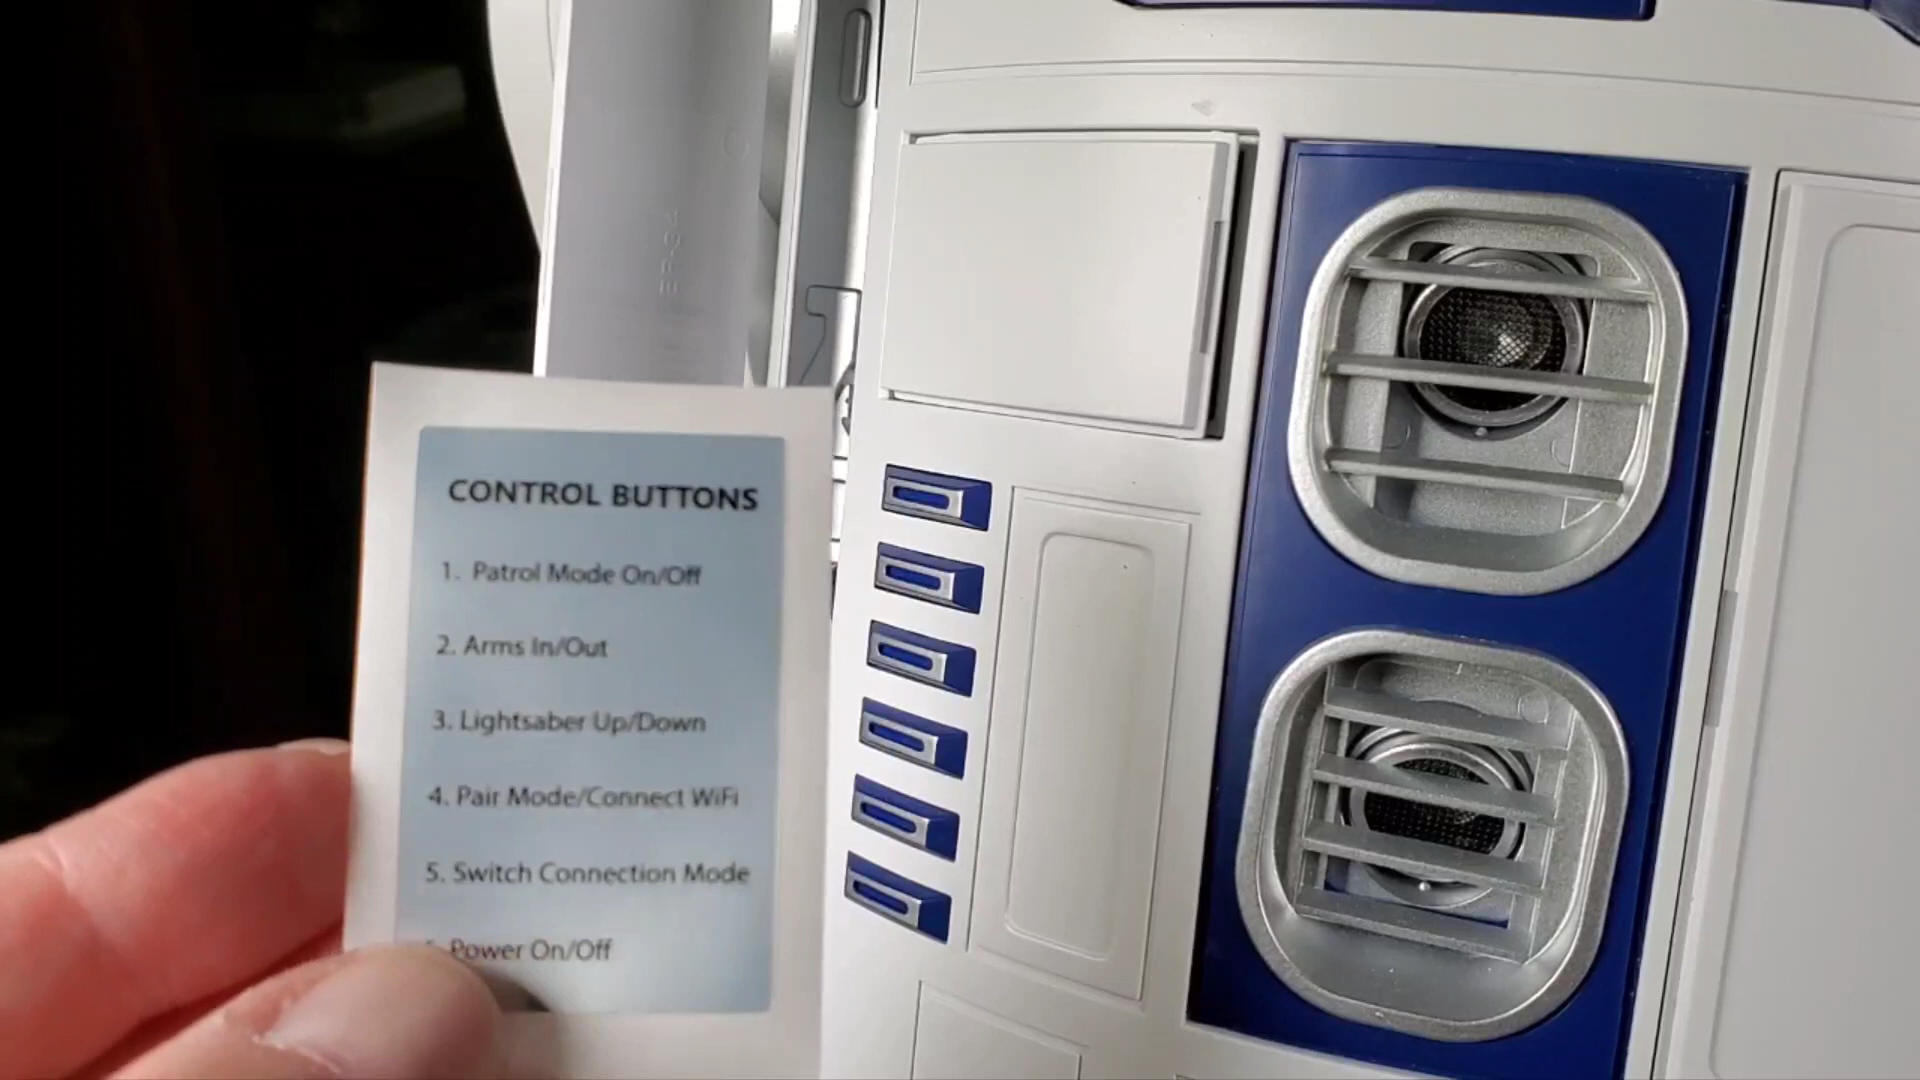 CONTROL BUTTONS
1. Patrol Mode On/Off
2. Arms In/Out
3. Lightsaber Up/Down
4. Pair Mode/Connect WiFi
5. Switch Connection Mode
Power On/Off